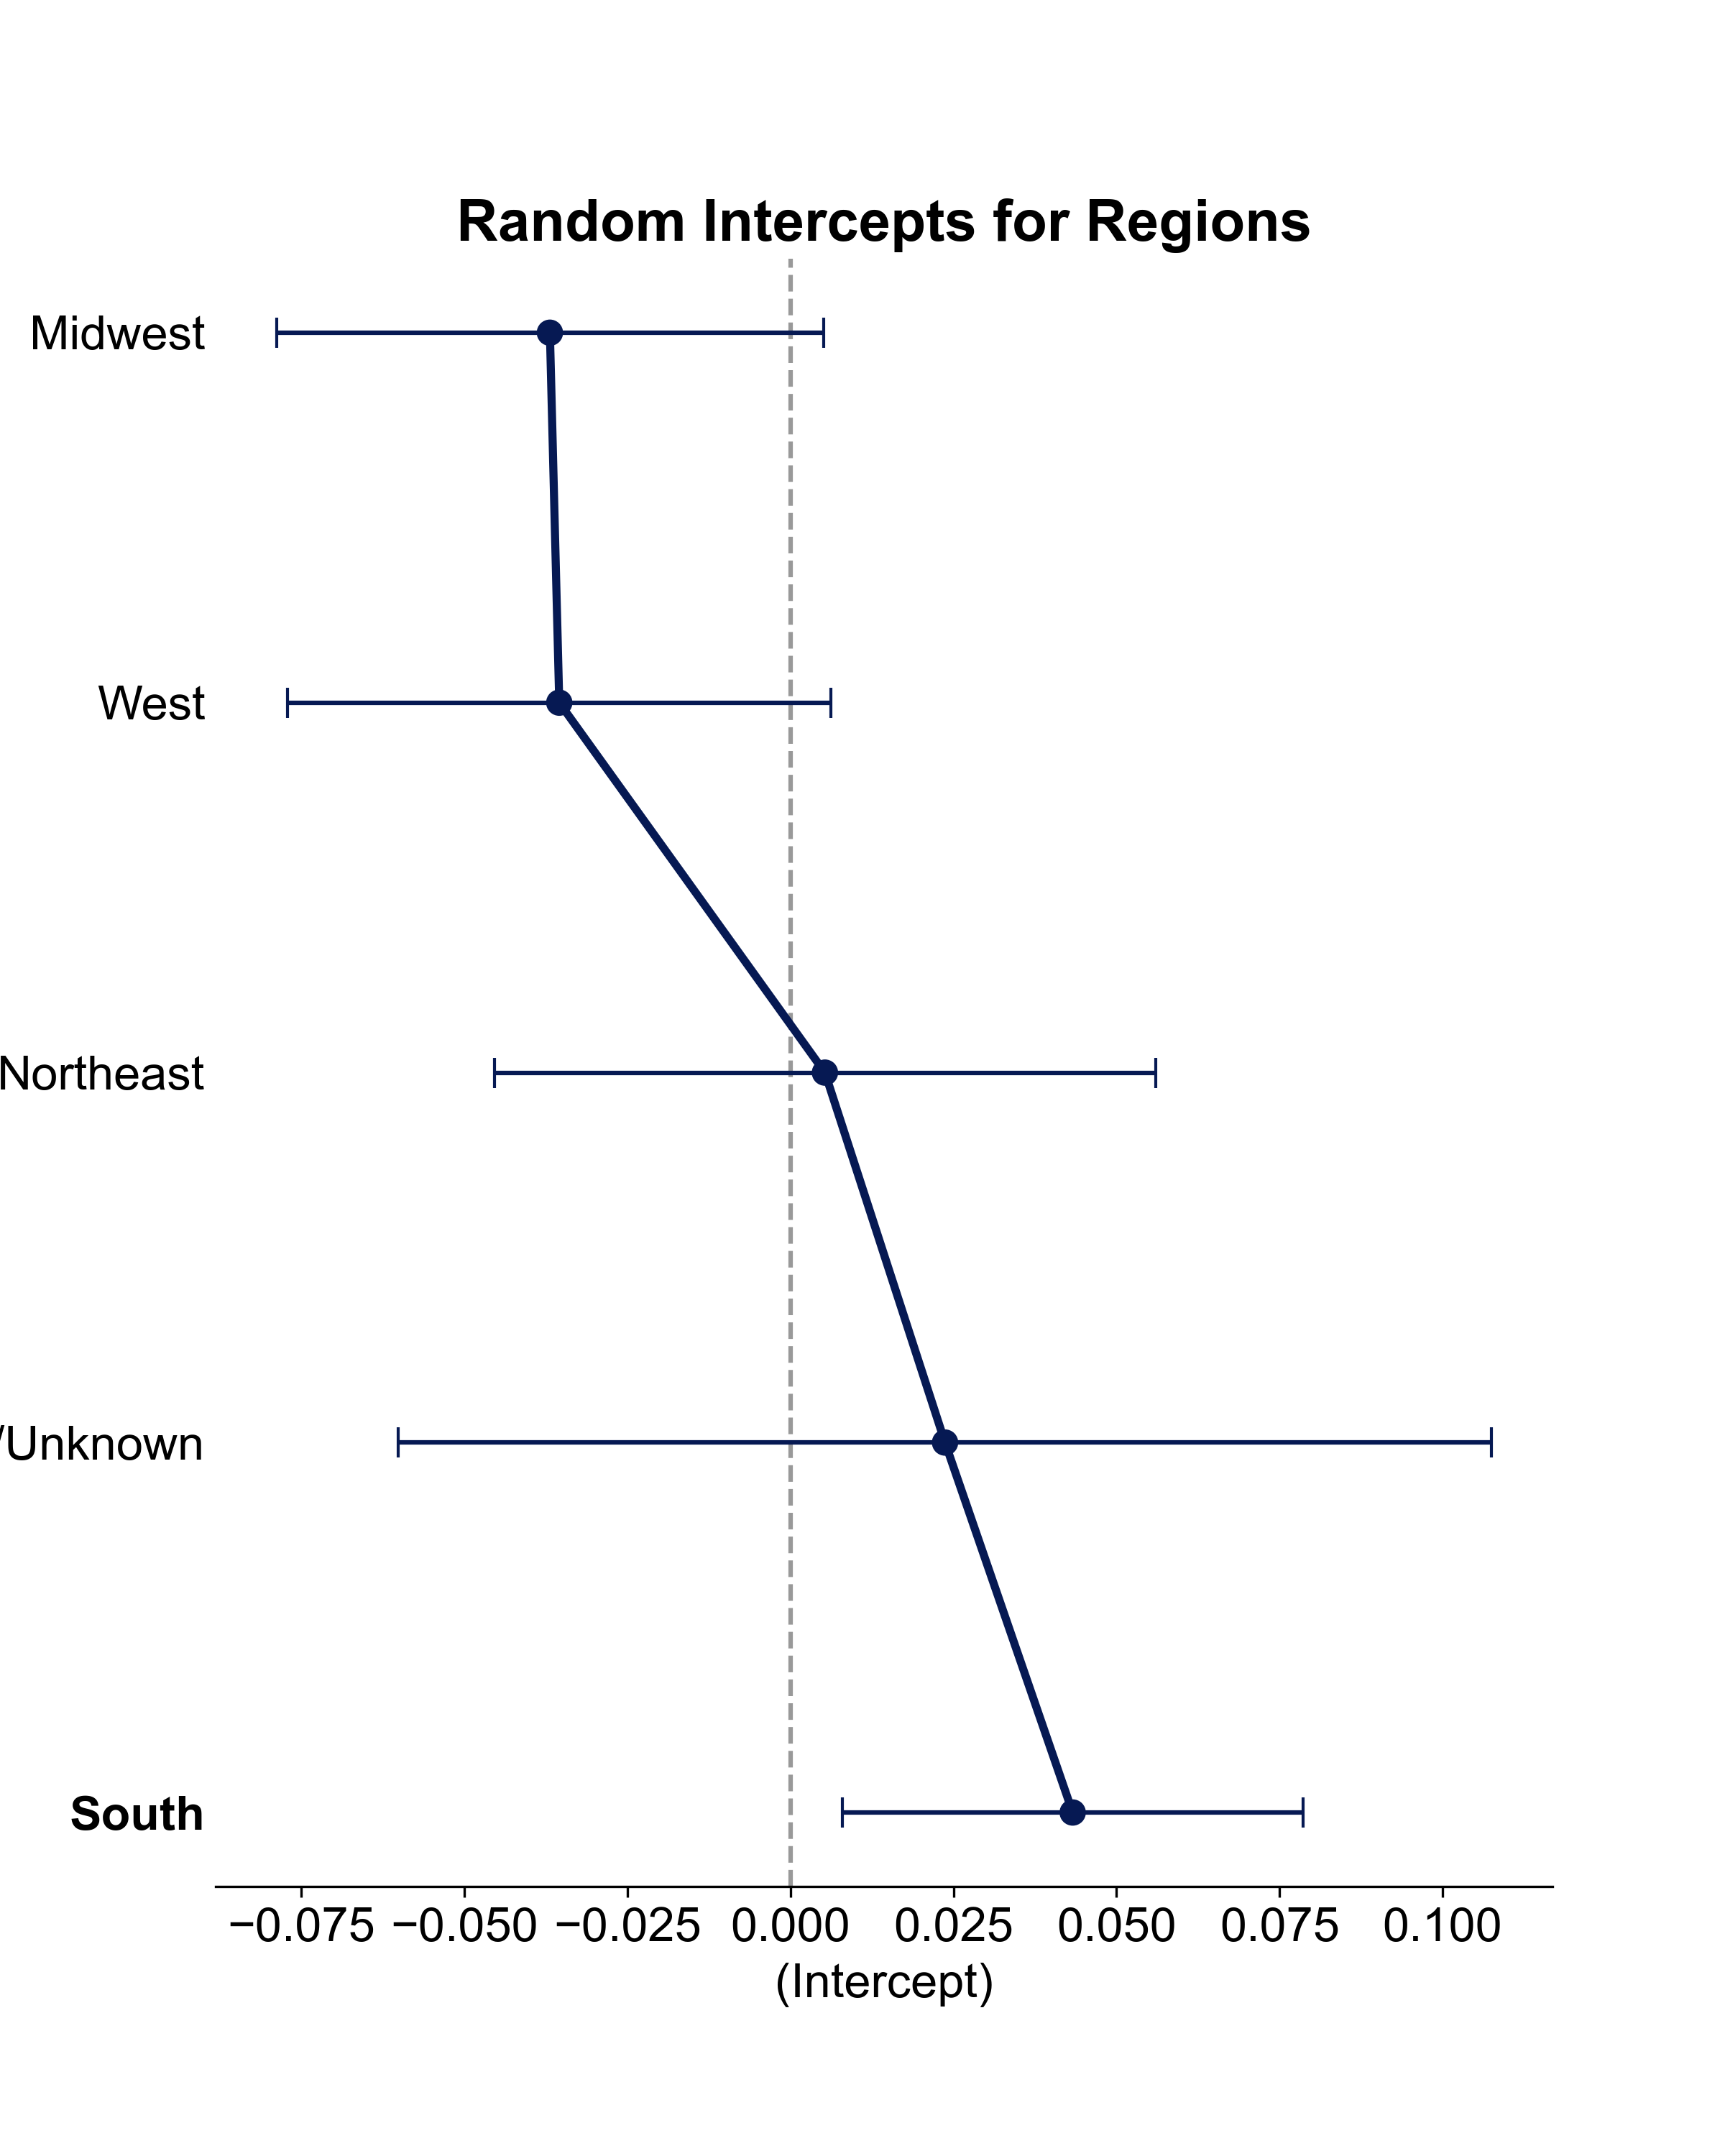 Random Intercepts for Regions
Midwest
West
Northeast
/Unknown
South
−0.075 −0.050 −0.025 0.000 0.025 0.050 0.075 0.100
(Intercept)